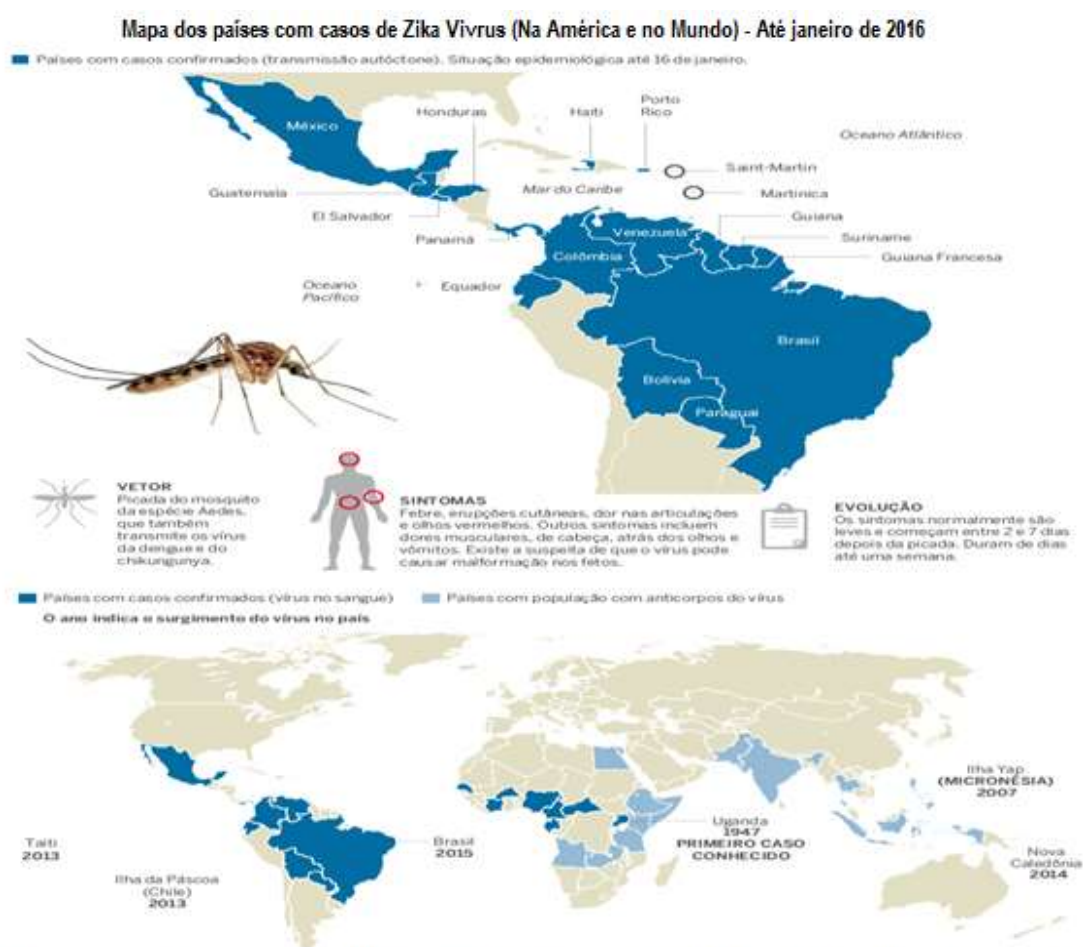 Mapa dos países com casos de Zika Vívrus (Na América e no Mundo) - Até janeiro de 2016
Países com casos confirmados (transmissão autóctone). Situação epidemiológica até 16 de janeiro.
Honduras
Haiti
Porto
Rico
México
Oceano Atlântico
Saint-Martin
Guatemala
Mar do Caribe
Martinica
El Salvador
Guiana
Venezuela
Suriname
Panamá
Colômbia
Guiana Francesa
Oceano
Pacífico
Equador
Brasil
Bolívia
Paraguai
VETOR
Picada do mosquito
da espécie Aedes,
que também
transmite os vírus
da dengue e do
chikungunya.
SINTOMAS
Febre, erupções cutâneas, dor nas articulações
e olhos vermelhos. Outros sintomas incluem
dores musculares, de cabeça, atrás dos olhos e
vômitos. Existe a suspeita de que o vírus pode
causar malformação nos fetos.
EVOLUÇÃO
Os sintomas normalmente são
leves e começam entre 2 e 7 dias
depois da picada. Duram de dias
até uma semana.
Países com casos confirmados (vírus no sangue)
Países com população com anticorpos do vírus
O ano indica o surgimento do vírus no país
Ilha Yap
(MICRONÉSIA)
2007
Taiti
2013
Brasil
2015
Uganda
1947
PRIMEIRO CASO
CONHECIDO
Nova
Caledônia
2014
Ilha da Páscoa
(Chile)
2013